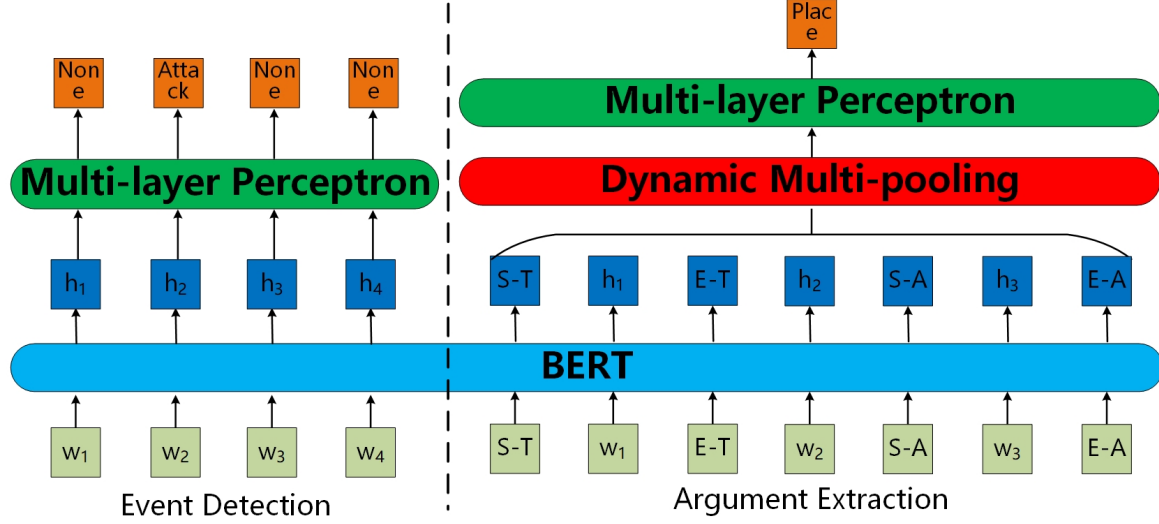 Non
e
Atta
ck
Non
e
Non
e
Multi-layer Perceptron
h₁
h₂
h₃
h₄
Plac
e
Multi-layer Perceptron
Dynamic Multi-pooling
S-T
h₁
E-T
h₂
S-A
h₃
E-A
BERT
w₁
w₂
w₃
w₄
S-T
w₁
E-T
w₂
S-A
w₃
E-A
Event Detection
Argument Extraction